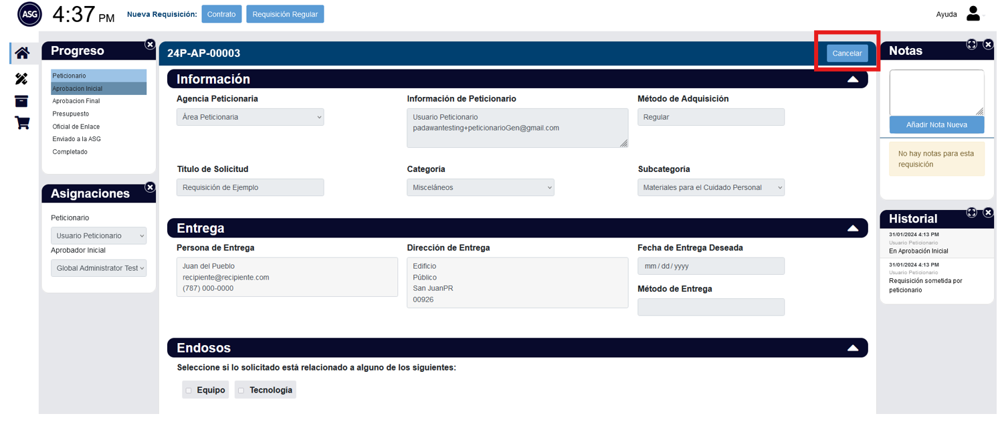 ASG
4:37 PM
Nueva Requisición:
Contrato
Requisición Regular
Ayuda
Progreso
Peticionario
Aprobacion Inicial
Aprobacion Final
Presupuesto
Oficial de Enlace
Enviado a la ASG
Completado
Asignaciones
Peticionario
Usuario Peticionario
Aprobador Inicial
Global Administrator Test
24P-AP-00003
Cancelar
Información
Agencia Peticionaria
Área Peticionaria
Información de Peticionario
Usuario Peticionario
padawantesting+peticionarioGen@gmail.com
Método de Adquisición
Regular
Título de Solicitud
Requisición de Ejemplo
Categoría
Misceláneos
Subcategoría
Materiales para el Cuidado Personal
Entrega
Persona de Entrega
Juan del Pueblo
recipiente@recipiente.com
(787) 000-0000
Dirección de Entrega
Edificio
Público
San JuanPR
00926
Fecha de Entrega Deseada
mm/dd/yyyy
Método de Entrega
Endosos
Seleccione si lo solicitado está relacionado a alguno de los siguientes:
Equipo
Tecnología
Notas
Añadir Nota Nueva
No hay notas para esta
requisición
Historial
31/01/2024 4:13 PM
Usuario Peticionario
En Aprobación Inicial
31/01/2024 4:13 PM
Usuario Peticionario
Requisición sometida por
peticionario